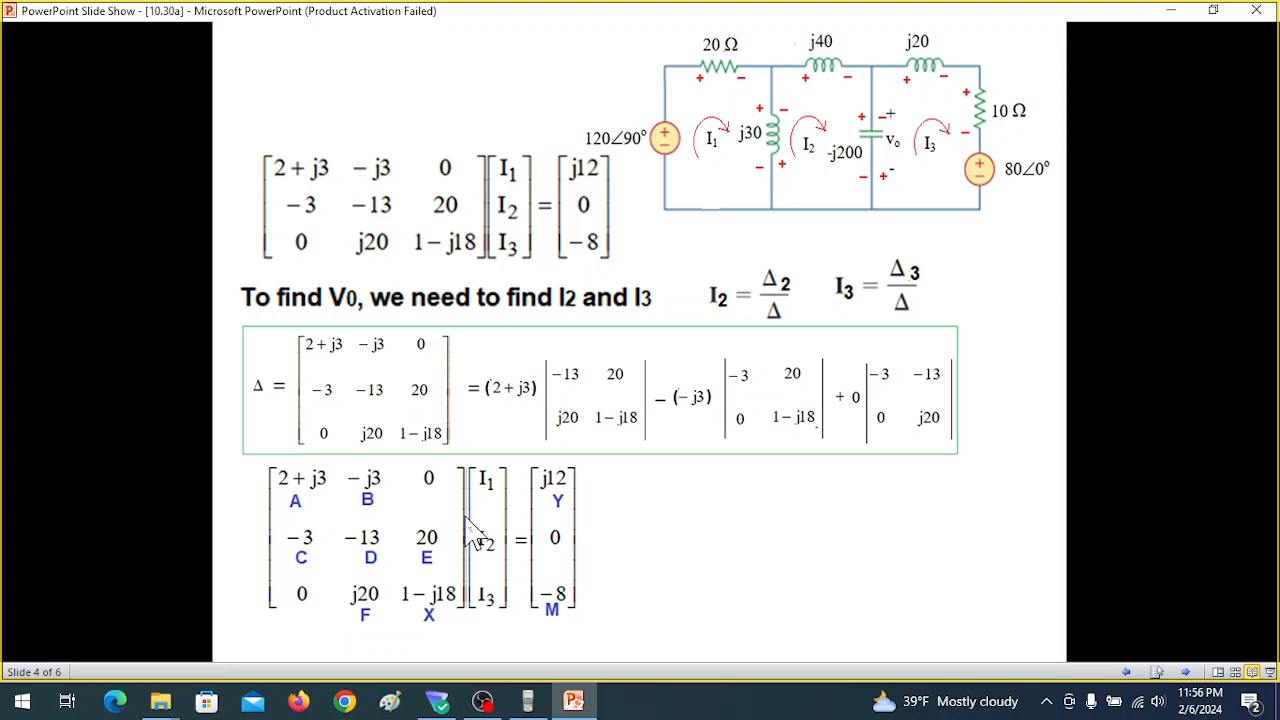 PowerPoint Slide Show - [10.30a] - Microsoft PowerPoint (Product Activation Failed)
20 Ω j40 j20
+ − + − + −
120∠90° + − I₁ j30 + − − + I₂ -j200 + − − + + vₒ - I₃ + − 10 Ω + − 80∠0°
[2 + j3 − j3 0] [I₁] = [j12]
[− 3 − 13 20] [I₂] = [0]
[0 j20 1 − j18] [I₃] = [− 8]
To find V0, we need to find I2 and I3 I₂ = Δ2 / Δ I₃ = Δ3 / Δ
2 + j3 − j3 0
Δ = − 3 − 13 20 = (2 + j3) |−13 20; j20 1 − j18| − (− j3) |− 3 20; 0 1 − j18| + 0 |− 3 −13; 0 j20|
0 j20 1 − j18
2 + j3 − j3 0 I₁ j12
A B Y
− 3 − 13 20 I₂ = 0
C D E
0 j20 1 − j18 I₃ − 8
F X M
Slide 4 of 6
39°F Mostly cloudy
11:56 PM
2/6/2024
2